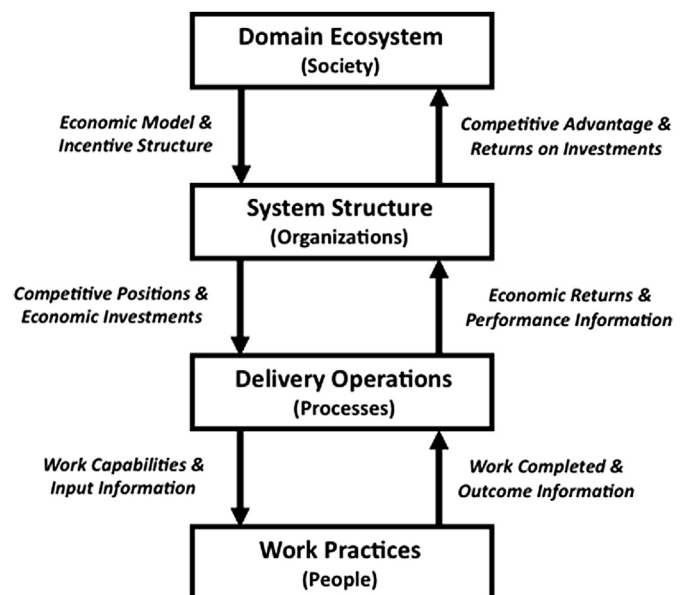 Domain Ecosystem
(Society)
Economic Model &
Incentive Structure
Competitive Advantage &
Returns on Investments
System Structure
(Organizations)
Competitive Positions &
Economic Investments
Economic Returns &
Performance Information
Delivery Operations
(Processes)
Work Capabilities &
Input Information
Work Completed &
Outcome Information
Work Practices
(People)